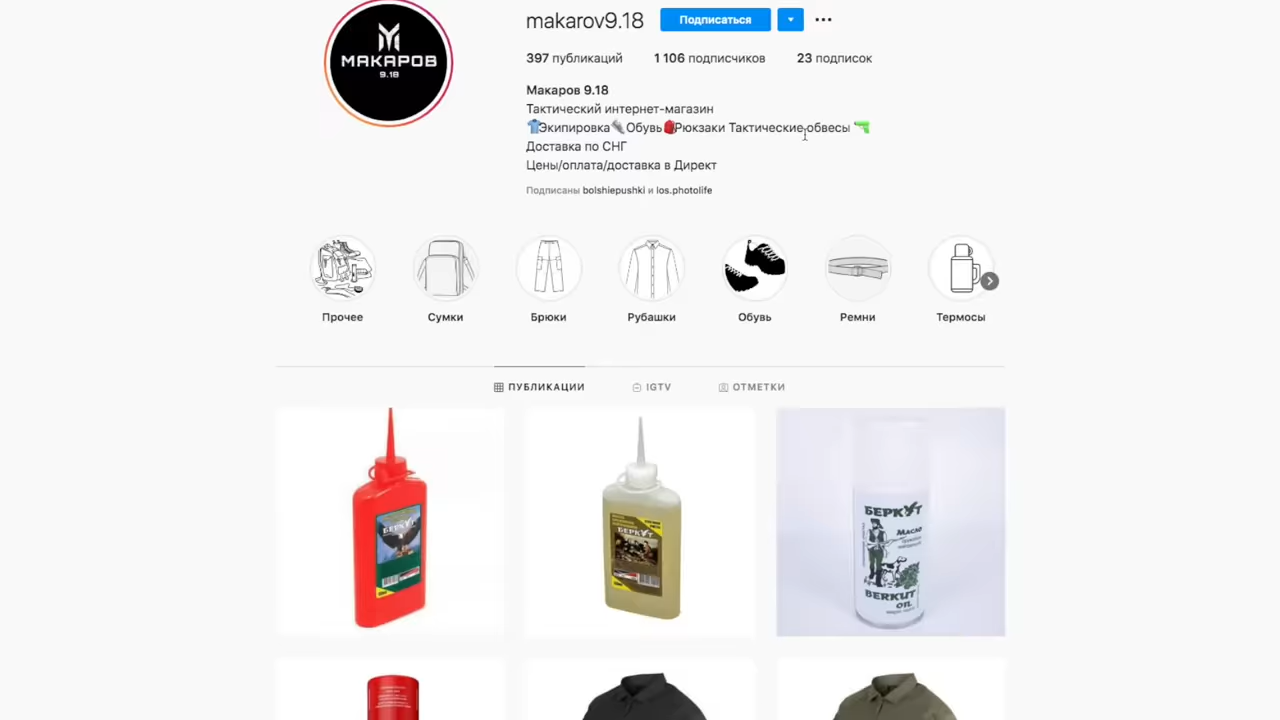 makarov9.18
Подписаться
МАКАРОВ
9.18
397 публикаций 1 106 подписчиков 23 подписок
Макаров 9.18
Тактический интернет-магазин
Экипировка Обувь Рюкзаки Тактические обвесы
Доставка по СНГ
Цены/оплата/доставка в Директ
Подписаны bolshiepushki и los.photolife
Прочее Сумки Брюки Рубашки Обувь Ремни Термосы
ПУБЛИКАЦИИ IGTV ОТМЕТКИ
БЕРКУТ
БЕРКУТ
БЕРКУТ
Масло
BERKUT
OIL